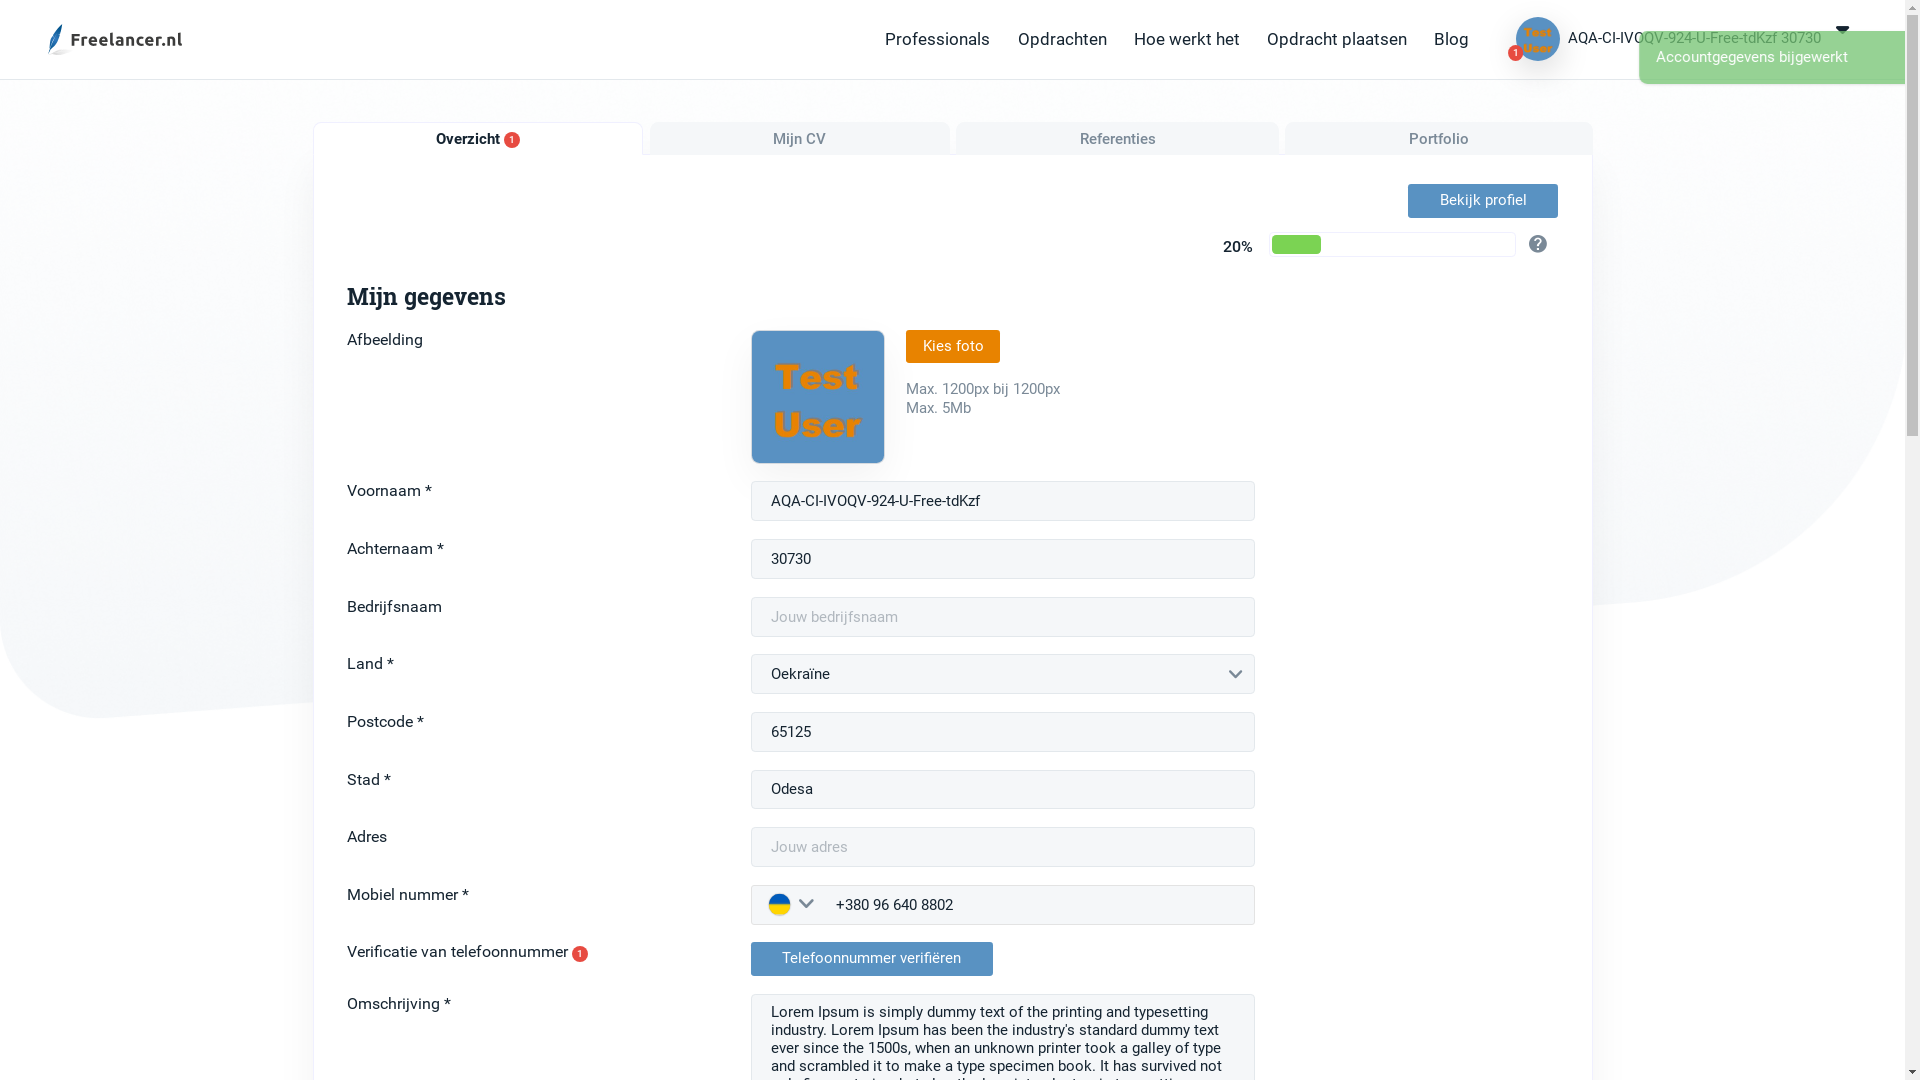 Freelancer.nl
Professionals
Opdrachten
Hoe werkt het
Opdracht plaatsen
Blog
Test
User
1
AQA-CI-IVOQV-924-U-Free-tdKzf 30730
Accountgegevens bijgewerkt
Overzicht 1
Mijn CV
Referenties
Portfolio
Bekijk profiel
20%
?
Mijn gegevens
Afbeelding
Test
User
Kies foto
Max. 1200px bij 1200px
Max. 5Mb
Voornaam *
AQA-CI-IVOQV-924-U-Free-tdKzf
Achternaam *
30730
Bedrijfsnaam
Jouw bedrijfsnaam
Land *
Oekraïne
Postcode *
65125
Stad *
Odesa
Adres
Jouw adres
Mobiel nummer *
+380 96 640 8802
Verificatie van telefoonnummer 1
Telefoonnummer verifiëren
Omschrijving *
Lorem Ipsum is simply dummy text of the printing and typesetting
industry. Lorem Ipsum has been the industry's standard dummy text
ever since the 1500s, when an unknown printer took a galley of type
and scrambled it to make a type specimen book. It has survived not